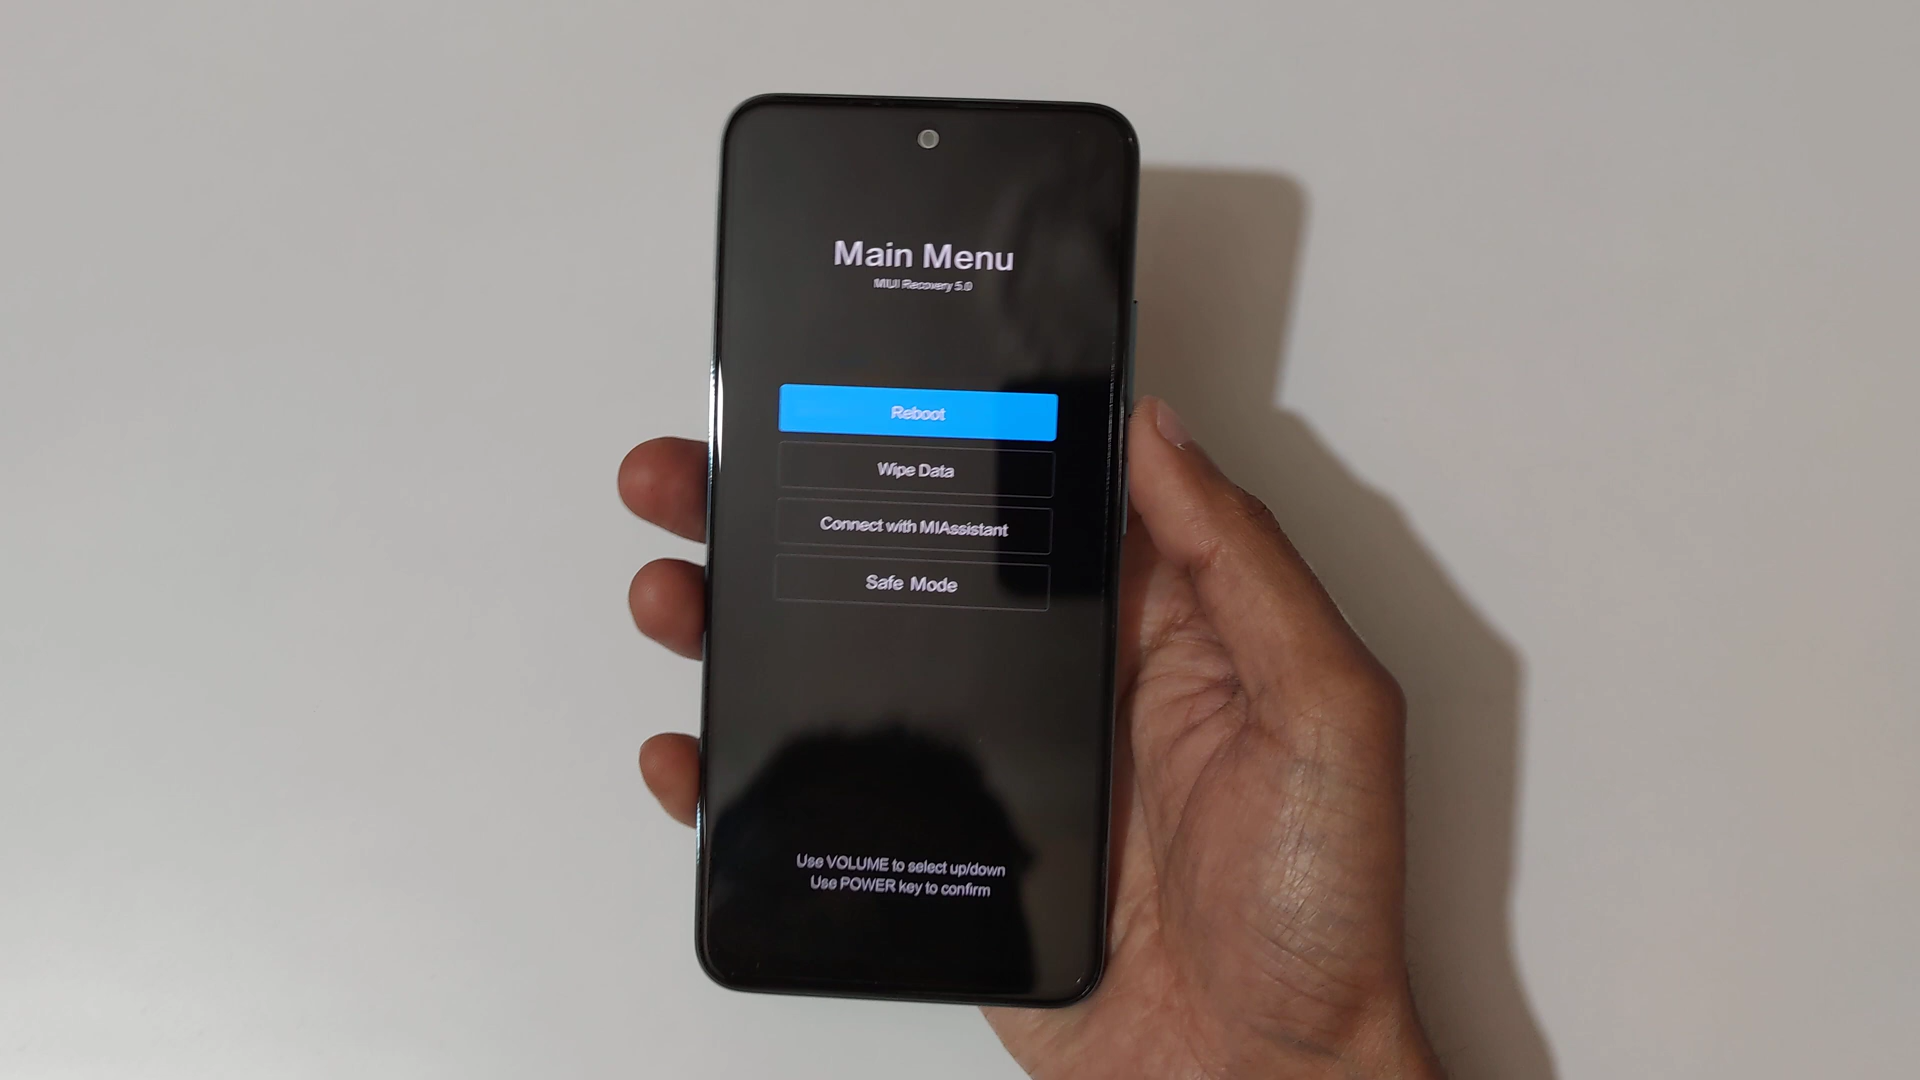 Main Menu
MIUI Recovery 5.0
Reboot
Wipe Data
Connect with MIAssistant
Safe Mode
Use VOLUME to select up/down
Use POWER key to confirm